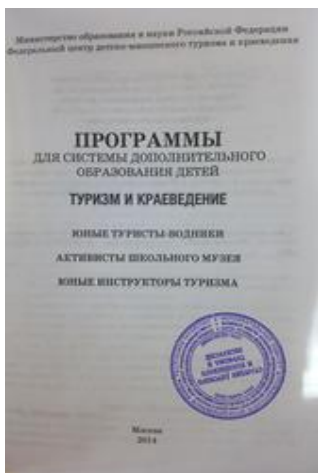 Министерство образования и науки Российской Федерации
Федеральный центр детско-юношеского туризма и краеведения
ПРОГРАММЫ
ДЛЯ СИСТЕМЫ ДОПОЛНИТЕЛЬНОГО
ОБРАЗОВАНИЯ ДЕТЕЙ
ТУРИЗМ И КРАЕВЕДЕНИЕ
ЮНЫЕ ТУРИСТЫ-ВОДНИКИ
АКТИВИСТЫ ШКОЛЬНОГО МУЗЕЯ
ЮНЫЕ ИНСТРУКТОРЫ ТУРИЗМА
Москва
2014